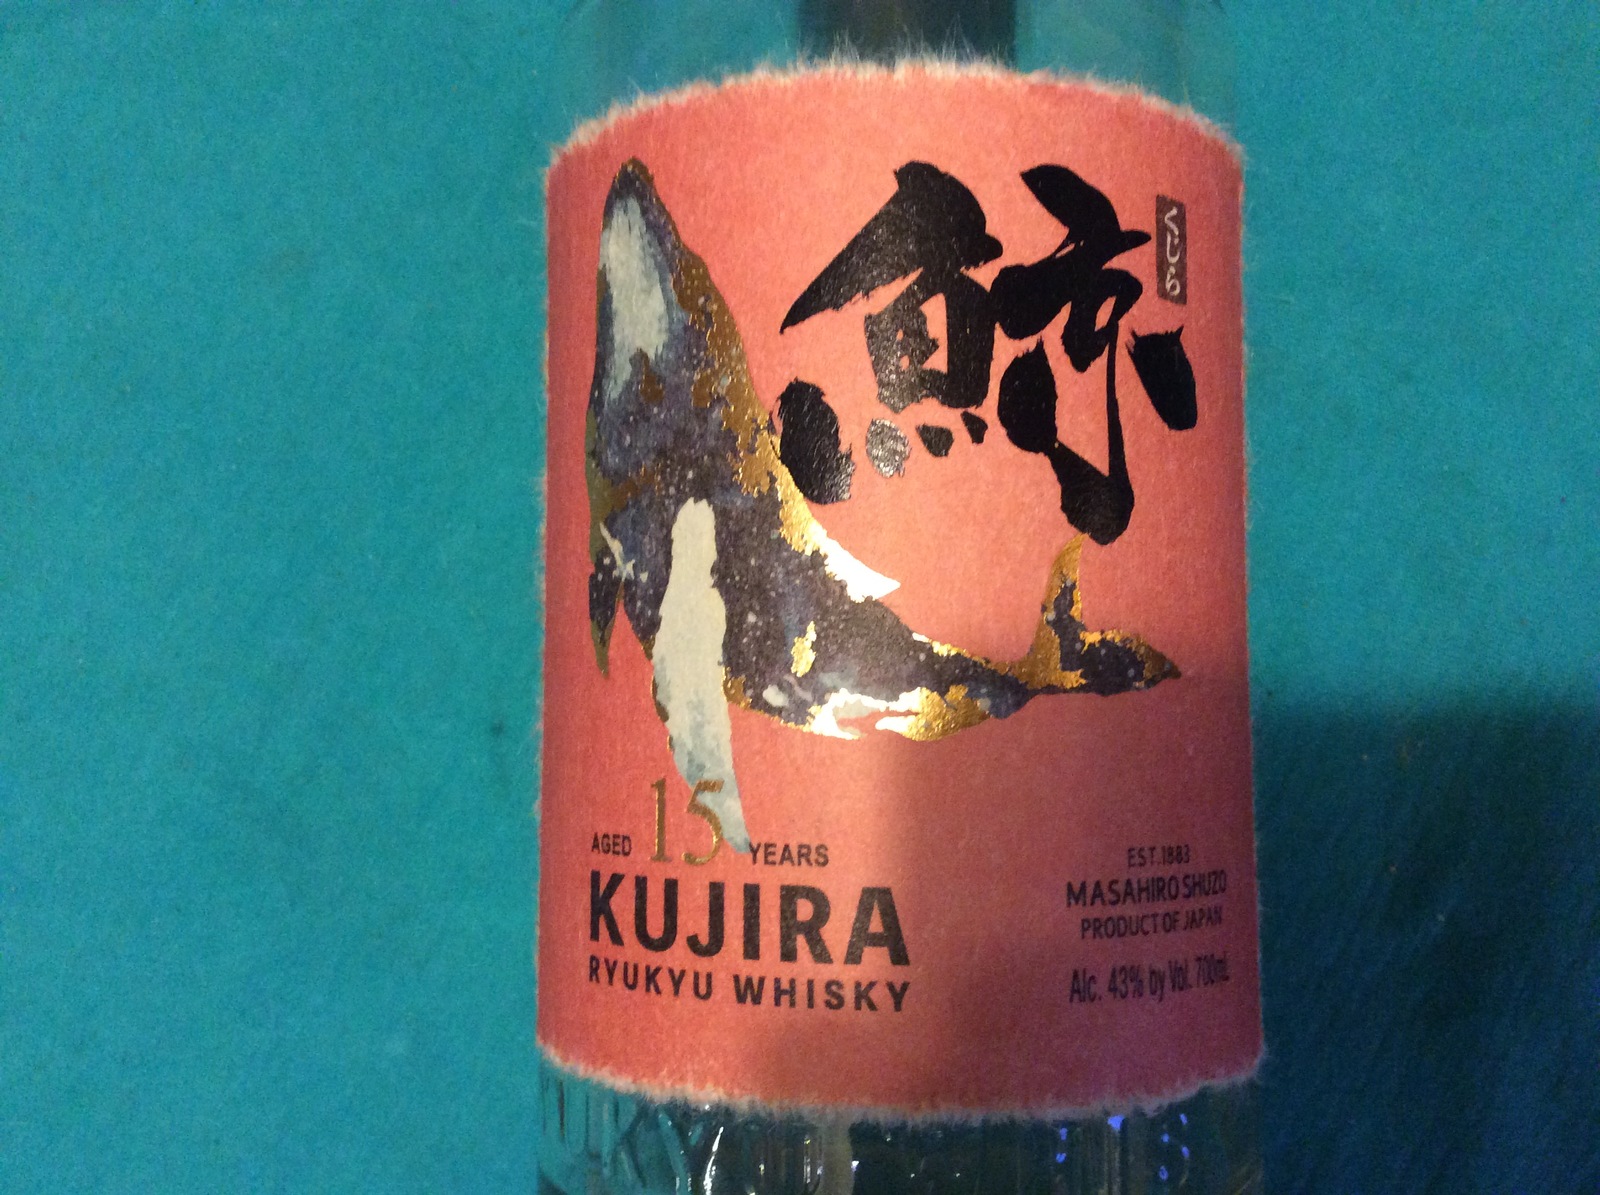 鯨
くじら
AGED 15 YEARS
KUJIRA
RYUKYU WHISKY
EST.1883
MASAHIRO SHUZO
PRODUCT OF JAPAN
Alc. 43% by Vol. 700mL